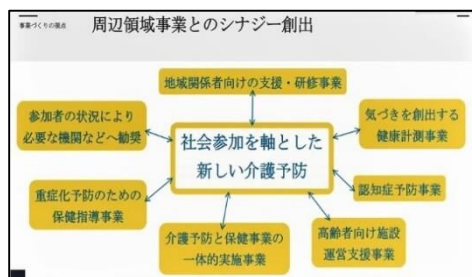 事業づくりの視点
周辺領域事業とのシナジー創出
地域関係者向けの支援・研修事業
参加者の状況により
必要な機関などへ勧奨
気づきを創出する
健康計測事業
社会参加を軸とした
新しい介護予防
重症化予防のための
保健指導事業
認知症予防事業
介護予防と保健事業の
一体的実施事業
高齢者向け施設
運営支援事業